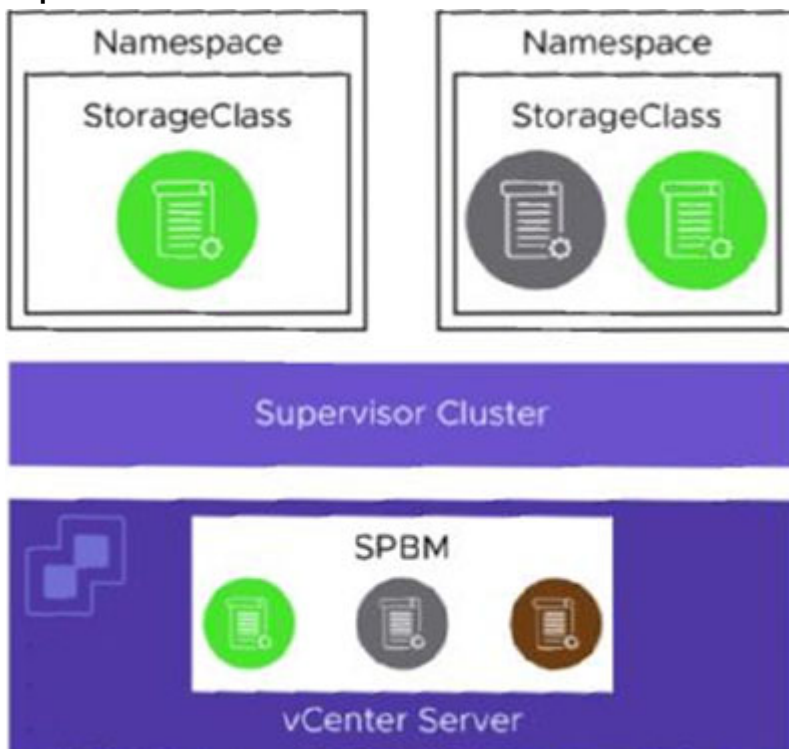 Namespace
Namespace
StorageClass
StorageClass
Supervisor Cluster
SPBM
vCenter Server